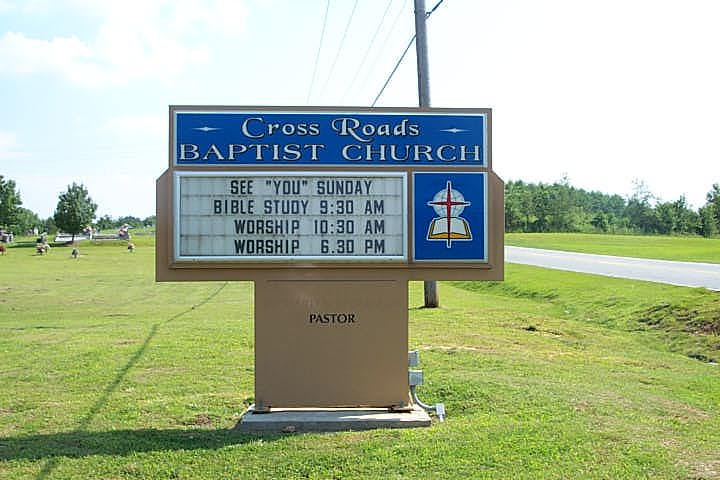 Cross Roads
BAPTIST CHURCH
SEE "YOU" SUNDAY
BIBLE STUDY 9:30 AM
WORSHIP 10:30 AM
WORSHIP 6.30 PM
PASTOR